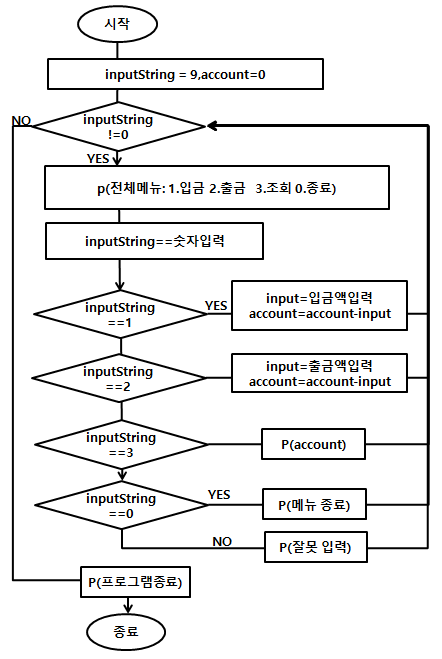 시작
inputString = 9,account=0
NO
inputString
!=0
YES
p(전체메뉴: 1.입금 2.출금 3.조회 0.종료)
inputString==숫자입력
inputString
==1
YES
input=입금액입력
account=account-input
inputString
==2
input=출금액입력
account=account-input
inputString
==3
P(account)
inputString
==0
YES
P(메뉴 종료)
NO
P(잘못 입력)
P(프로그램종료)
종료